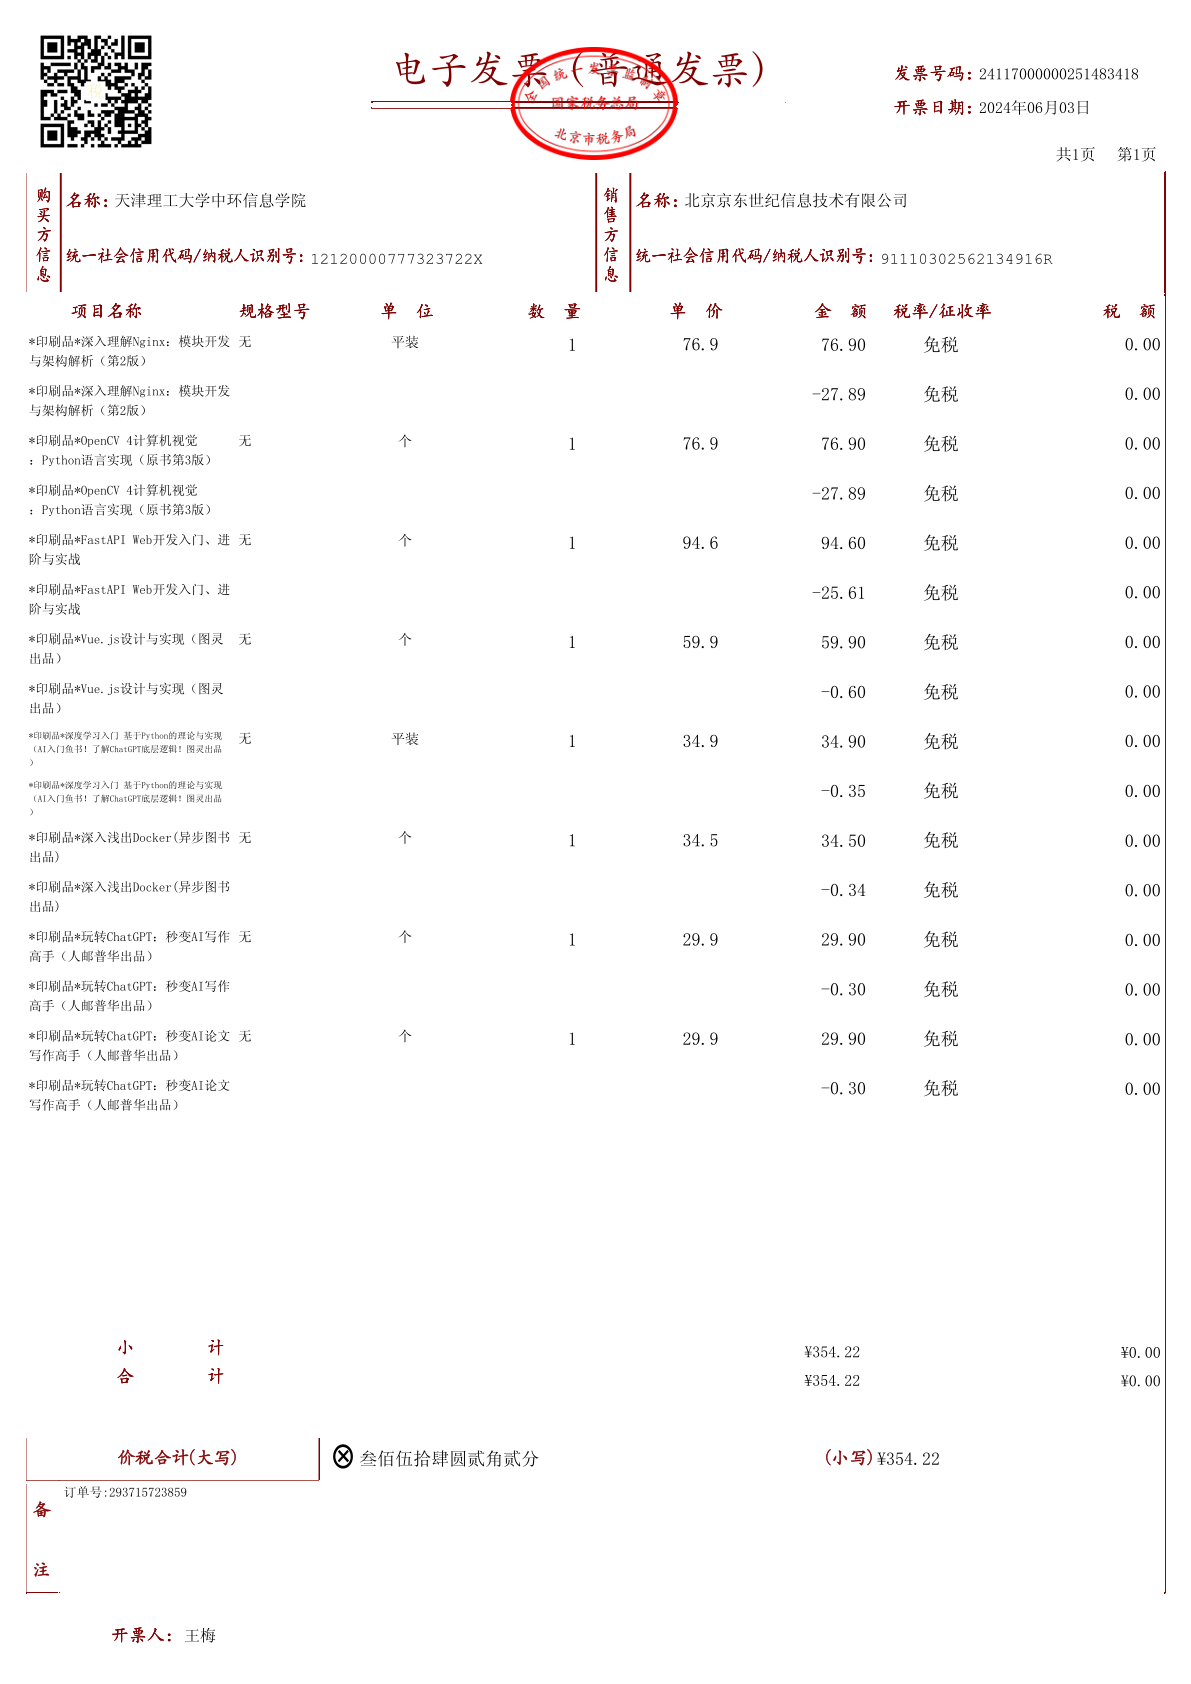 电子发票（普通发票）
全国统一发票监制章
国家税务总局
北京市税务局
发票号码：24117000000251483418
开票日期：2024年06月03日
共1页 第1页
购买方信息
名称：天津理工大学中环信息学院
统一社会信用代码/纳税人识别号：12120000777323722X
销售方信息
名称：北京京东世纪信息技术有限公司
统一社会信用代码/纳税人识别号：91110302562134916R
项目名称 规格型号 单 位 数 量 单 价 金 额 税率/征收率 税 额
*印刷品*深入理解Nginx：模块开发 无 平装 1 76.9 76.90 免税 0.00
与架构解析（第2版）
*印刷品*深入理解Nginx：模块开发 -27.89 免税 0.00
与架构解析（第2版）
*印刷品*OpenCV 4计算机视觉 无 个 1 76.9 76.90 免税 0.00
：Python语言实现（原书第3版）
*印刷品*OpenCV 4计算机视觉 -27.89 免税 0.00
：Python语言实现（原书第3版）
*印刷品*FastAPI Web开发入门、进 无 个 1 94.6 94.60 免税 0.00
阶与实战
*印刷品*FastAPI Web开发入门、进 -25.61 免税 0.00
阶与实战
*印刷品*Vue.js设计与实现（图灵 无 个 1 59.9 59.90 免税 0.00
出品）
*印刷品*Vue.js设计与实现（图灵 -0.60 免税 0.00
出品）
*印刷品*深度学习入门 基于Python的理论与实现 无 平装 1 34.9 34.90 免税 0.00
（AI入门鱼书！了解ChatGPT底层逻辑！图灵出品
）
*印刷品*深度学习入门 基于Python的理论与实现 -0.35 免税 0.00
（AI入门鱼书！了解ChatGPT底层逻辑！图灵出品
）
*印刷品*深入浅出Docker(异步图书 无 个 1 34.5 34.50 免税 0.00
出品)
*印刷品*深入浅出Docker(异步图书 -0.34 免税 0.00
出品)
*印刷品*玩转ChatGPT：秒变AI写作 无 个 1 29.9 29.90 免税 0.00
高手（人邮普华出品）
*印刷品*玩转ChatGPT：秒变AI写作 -0.30 免税 0.00
高手（人邮普华出品）
*印刷品*玩转ChatGPT：秒变AI论文 无 个 1 29.9 29.90 免税 0.00
写作高手（人邮普华出品）
*印刷品*玩转ChatGPT：秒变AI论文 -0.30 免税 0.00
写作高手（人邮普华出品）
小 计 ¥354.22 ¥0.00
合 计 ¥354.22 ¥0.00
价税合计(大写) ⊗ 叁佰伍拾肆圆贰角贰分 (小写)¥354.22
备注
订单号:293715723859
开票人：王梅